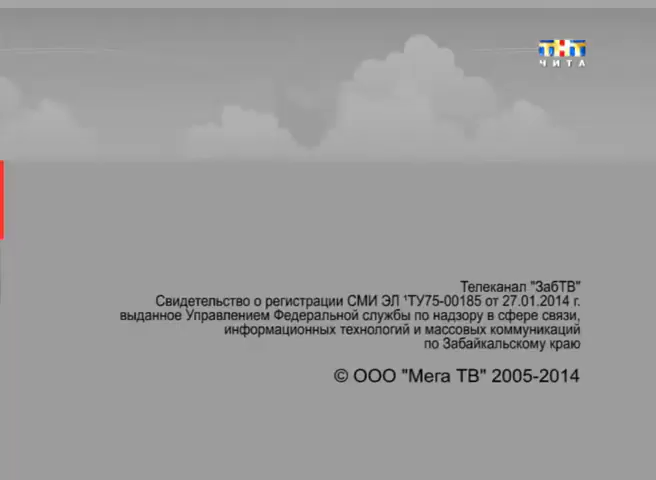 ТНТ
ЧИТА
Телеканал "ЗабТВ"
Свидетельство о регистрации СМИ ЭЛ ¹ТУ75-00185 от 27.01.2014 г.
выданное Управлением Федеральной службы по надзору в сфере связи,
информационных технологий и массовых коммуникаций
по Забайкальскому краю
© ООО "Мега ТВ" 2005-2014